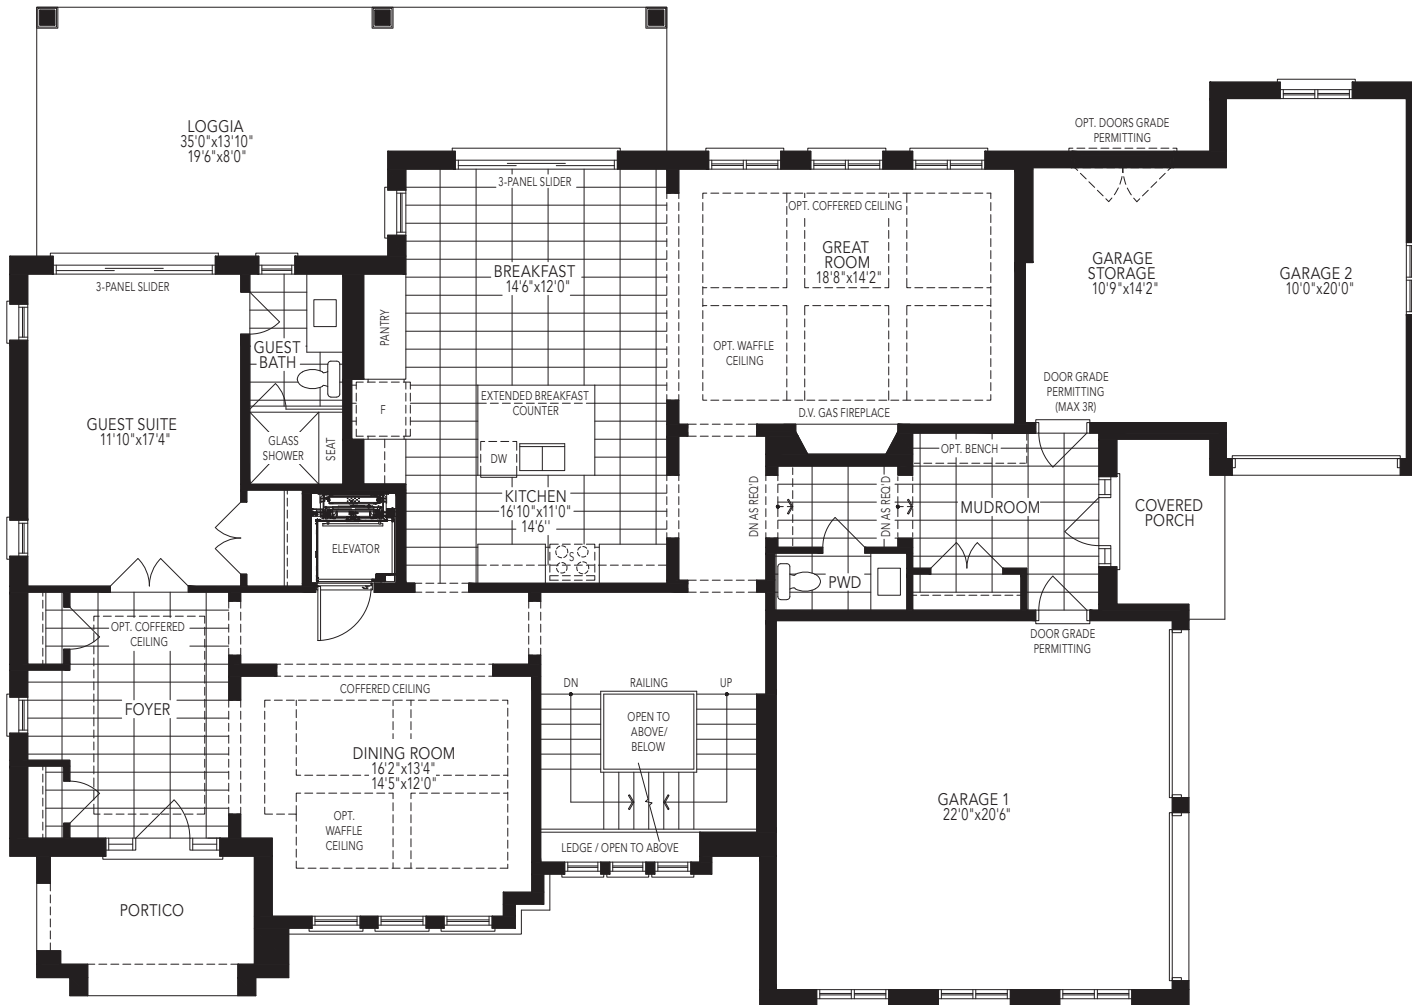 LOGGIA
35'0"x13'10"
19'6"x8'0"
OPT. DOORS GRADE
PERMITTING
3-PANEL SLIDER
OPT. COFFERED CEILING
GREAT
ROOM
18'8"x14'2"
GARAGE
STORAGE
10'9"x14'2"
GARAGE 2
10'0"x20'0"
BREAKFAST
14'6"x12'0"
3-PANEL SLIDER
PANTRY
GUEST
BATH
OPT. WAFFLE
CEILING
DOOR GRADE
PERMITTING
(MAX 3R)
EXTENDED BREAKFAST
COUNTER
F
D.V. GAS FIREPLACE
GUEST SUITE
11'10"x17'4"
GLASS
SHOWER
SEAT
DW
OPT. BENCH
KITCHEN
16'10"x11'0"
14'6''
DN AS REQ'D
DN AS REQ'D
MUDROOM
COVERED
PORCH
ELEVATOR
S
PWD
OPT. COFFERED
CEILING
DOOR GRADE
PERMITTING
COFFERED CEILING
DN
RAILING
UP
FOYER
OPEN TO
ABOVE/
BELOW
DINING ROOM
16'2"x13'4"
14'5"x12'0"
GARAGE 1
22'0"x20'6"
OPT.
WAFFLE
CEILING
LEDGE / OPEN TO ABOVE
PORTICO